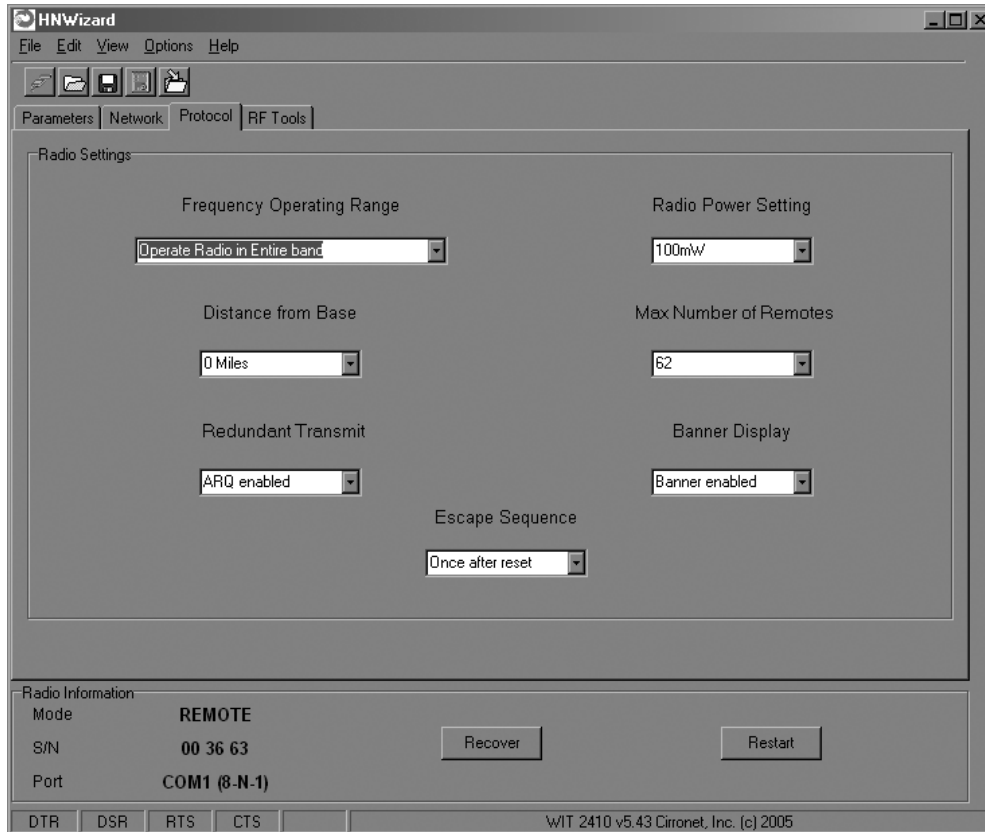 HNWizard
File Edit View Options Help
Parameters Network Protocol RF Tools
Radio Settings
Frequency Operating Range Radio Power Setting
Operate Radio in Entire band 100mW
Distance from Base Max Number of Remotes
0 Miles 62
Redundant Transmit Banner Display
ARQ enabled Banner enabled
Escape Sequence
Once after reset
Radio Information
Mode REMOTE
S/N 00 36 63 Recover Restart
Port COM1 (8-N-1)
DTR DSR RTS CTS WIT 2410 v5.43 Cirronet, Inc. (c) 2005